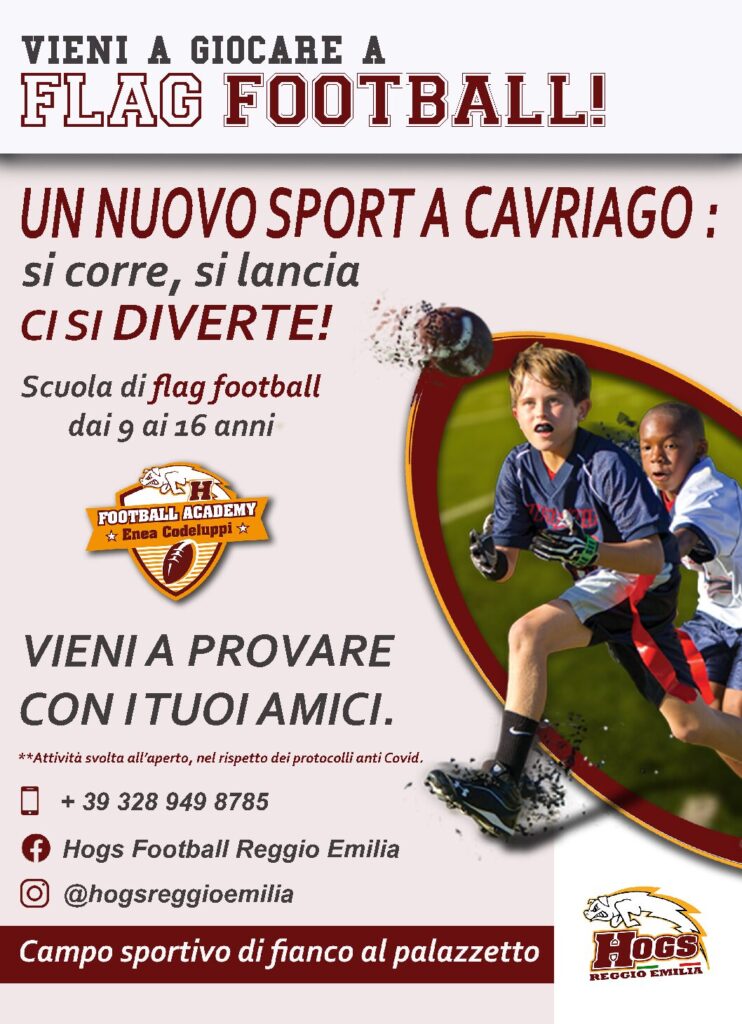 VIENI A GIOCARE A
FLAG FOOTBALL!
UN NUOVO SPORT A CAVRIAGO :
si corre, si lancia
CI SI DIVERTE!
Scuola di flag football
dai 9 ai 16 anni
H
FOOTBALL ACADEMY
Enea Codeluppi
VIENI A PROVARE
CON I TUOI AMICI.
**Attività svolta all'aperto, nel rispetto dei protocolli anti Covid.
+ 39 328 949 8785
Hogs Football Reggio Emilia
@hogsreggioemilia
Campo sportivo di fianco al palazzetto
HOGS
REGGIO EMILIA